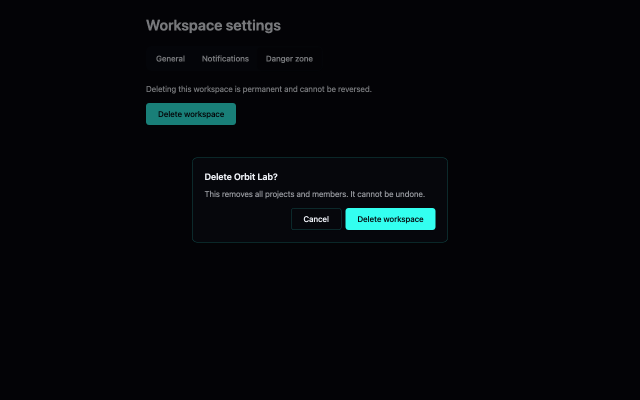 Workspace settings
General Notifications Danger zone
Deleting this workspace is permanent and cannot be reversed.
Delete workspace
Delete Orbit Lab?
This removes all projects and members. It cannot be undone.
Cancel Delete workspace